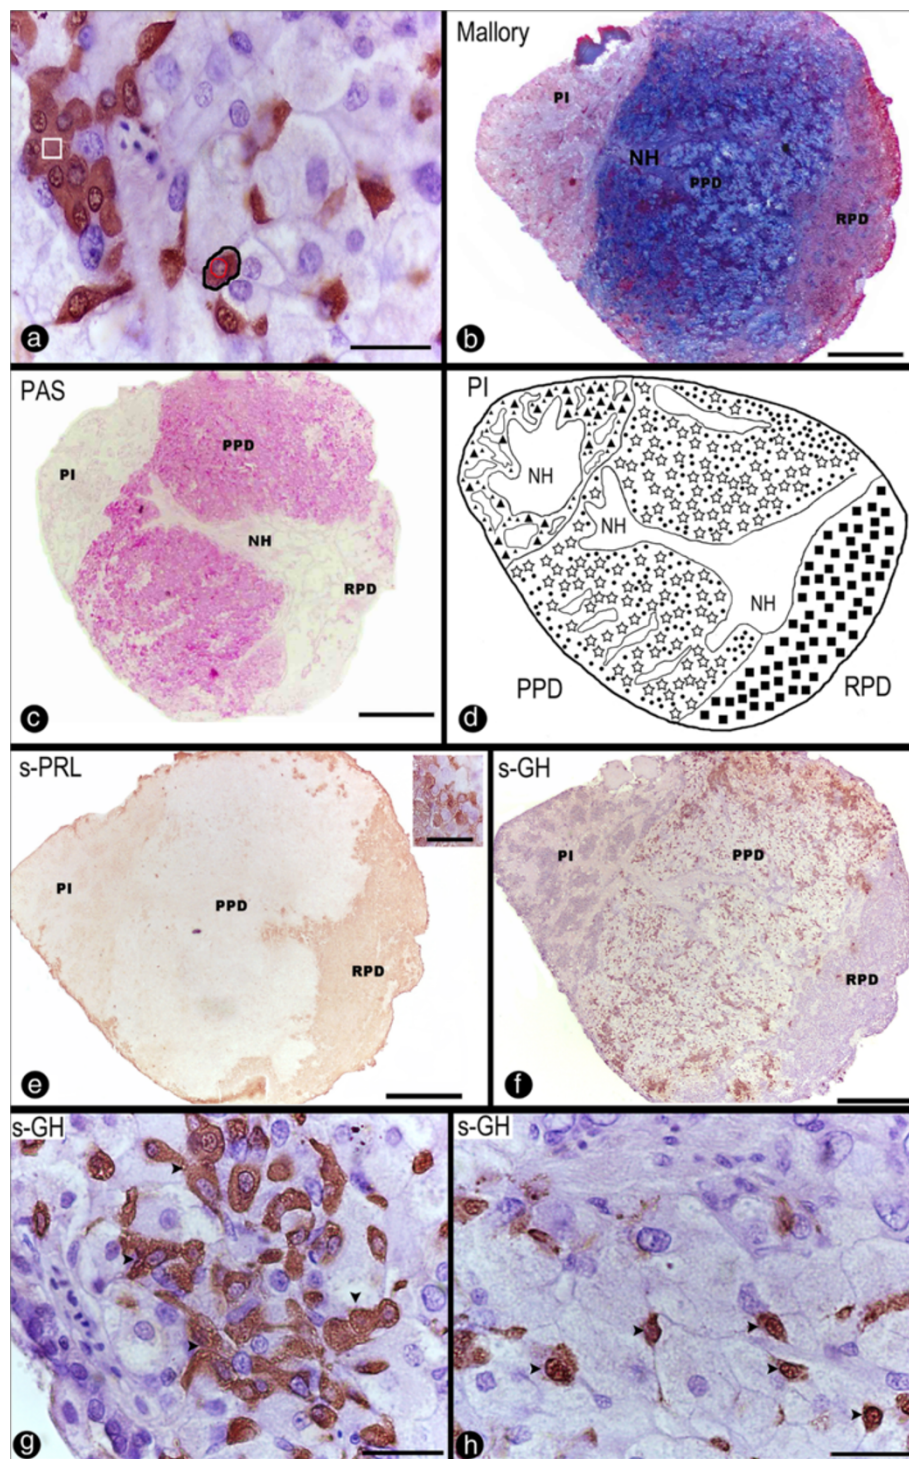 a
Mallory
PI
NH
PPD
RPD
b
PAS
PPD
PI
NH
RPD
c
PI
NH
NH
NH
PPD
RPD
d
s-PRL
PI
PPD
RPD
e
s-GH
PPD
PI
RPD
f
s-GH
g
s-GH
h